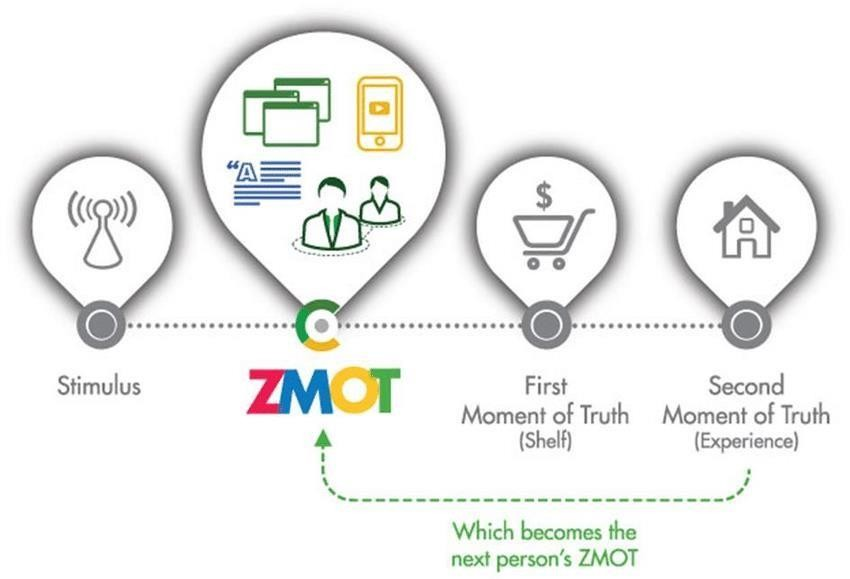 “A
$
Stimulus
ZMOT
First
Moment of Truth
(Shelf)
Second
Moment of Truth
(Experience)
Which becomes the
next person's ZMOT